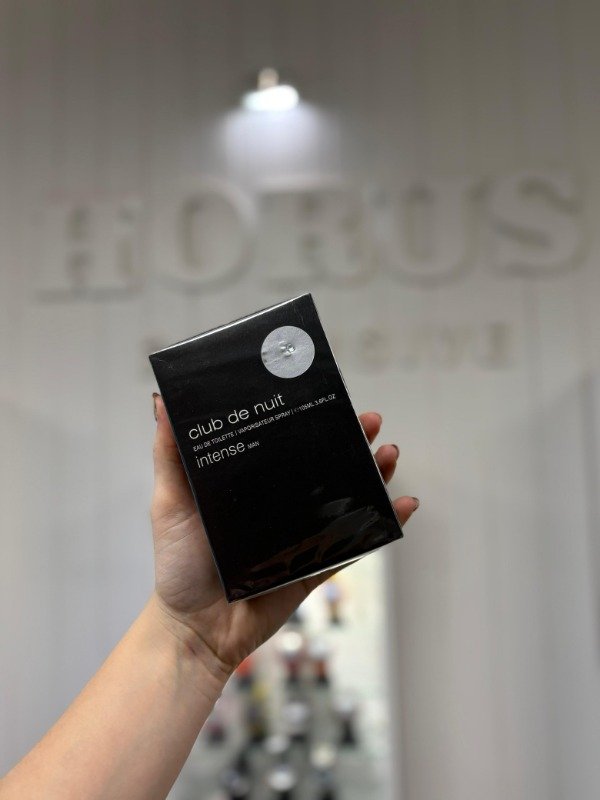 HORUS
club de nuit
EAU DE TOILETTE / VAPORISATEUR SPRAY / ℮105ML 3.6FL.OZ
intense MAN